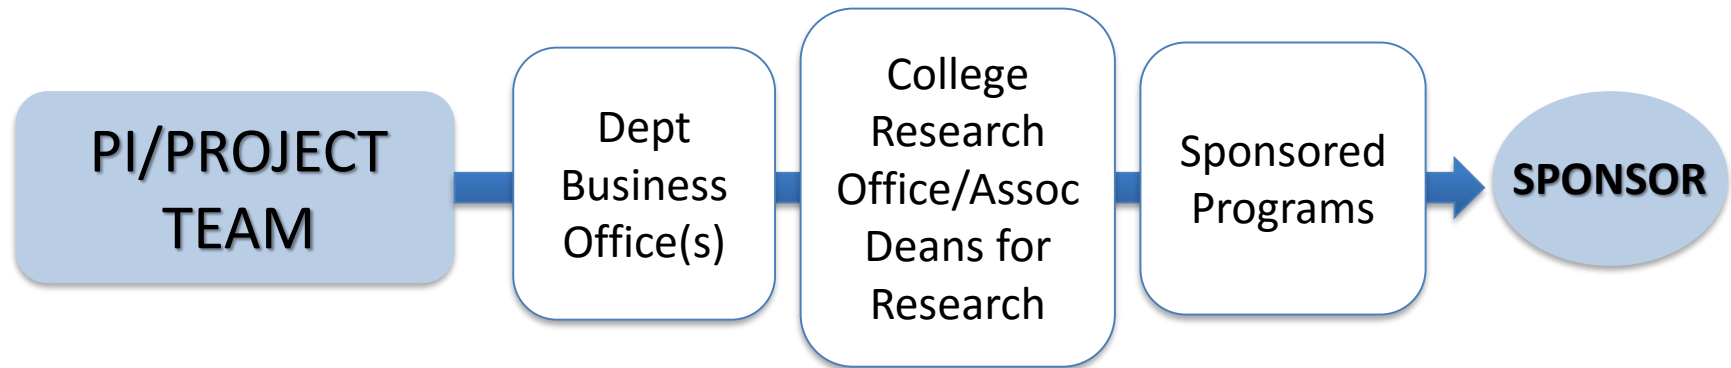 PI/PROJECT
TEAM
Dept
Business
Office(s)
College
Research
Office/Assoc
Deans for
Research
Sponsored
Programs
SPONSOR